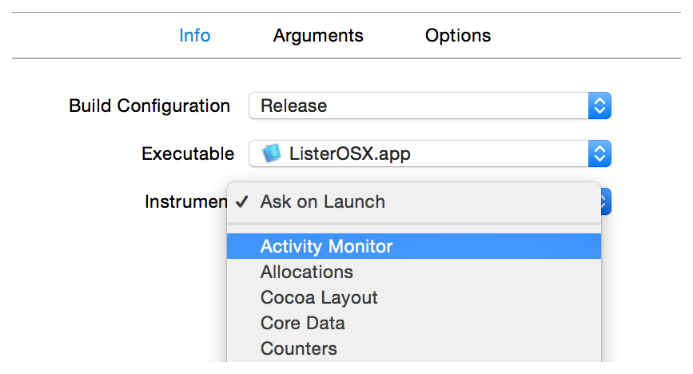 Info Arguments Options
Build Configuration Release
Executable ListerOSX.app
Instrumen ✓ Ask on Launch
Activity Monitor
Allocations
Cocoa Layout
Core Data
Counters